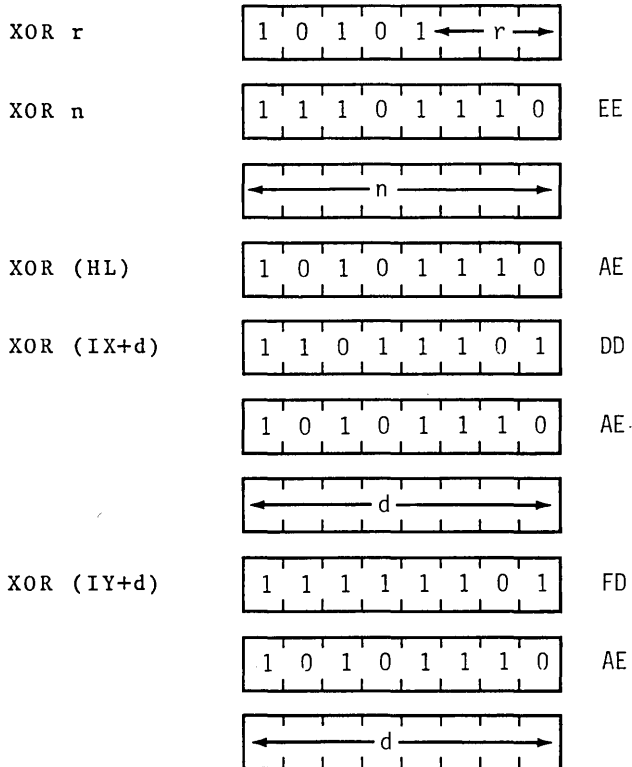 XOR r 1 0 1 0 1 r
XOR n 1 1 1 0 1 1 1 0 EE
n
XOR (HL) 1 0 1 0 1 1 1 0 AE
XOR (IX+d) 1 1 0 1 1 1 0 1 DD
1 0 1 0 1 1 1 0 AE
d
XOR (IY+d) 1 1 1 1 1 1 0 1 FD
1 0 1 0 1 1 1 0 AE
d